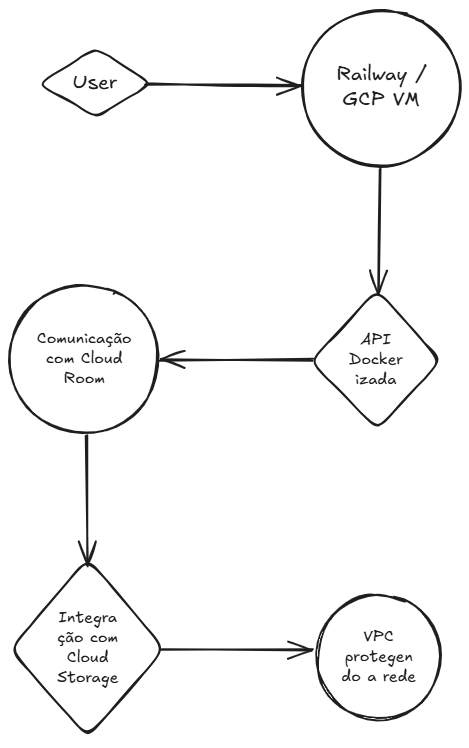 User
Railway /
GCP VM
API
Docker
izada
Comunicação
com Cloud
Room
Integra
ção com
Cloud
Storage
VPC
protegen
do a rede